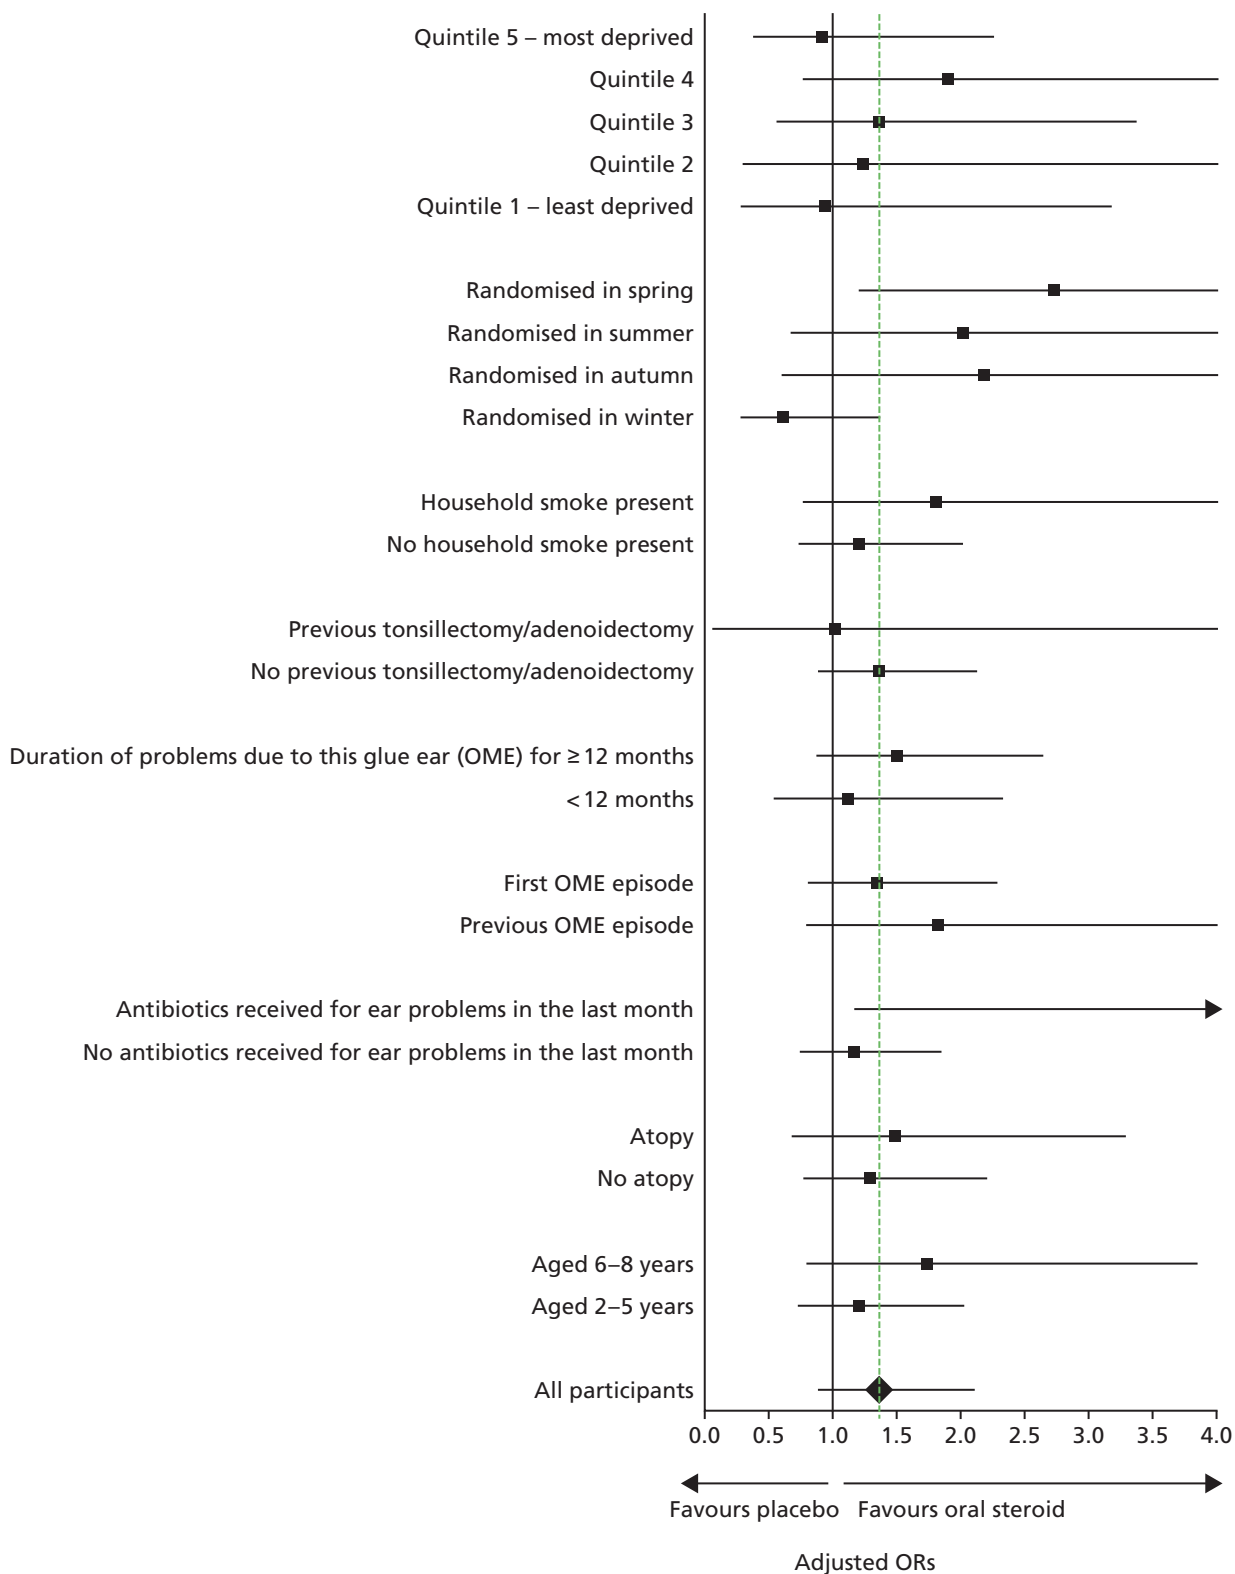 Quintile 5 – most deprived
Quintile 4
Quintile 3
Quintile 2
Quintile 1 – least deprived
Randomised in spring
Randomised in summer
Randomised in autumn
Randomised in winter
Household smoke present
No household smoke present
Previous tonsillectomy/adenoidectomy
No previous tonsillectomy/adenoidectomy
Duration of problems due to this glue ear (OME) for ≥ 12 months
< 12 months
First OME episode
Previous OME episode
Antibiotics received for ear problems in the last month
No antibiotics received for ear problems in the last month
Atopy
No atopy
Aged 6–8 years
Aged 2–5 years
All participants
0.0 0.5 1.0 1.5 2.0 2.5 3.0 3.5 4.0
Favours placebo Favours oral steroid
Adjusted ORs